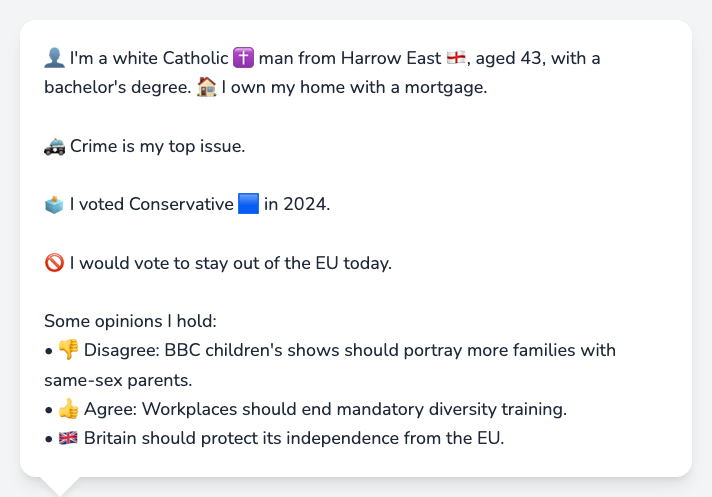 👤 I'm a white Catholic ✝️ man from Harrow East 🏴󠁧󠁢󠁥󠁮󠁧󠁿, aged 43, with a
bachelor's degree. 🏠 I own my home with a mortgage.
🚓 Crime is my top issue.
🗳️ I voted Conservative 🟦 in 2024.
🚫 I would vote to stay out of the EU today.
Some opinions I hold:
• 👎 Disagree: BBC children's shows should portray more families with
same-sex parents.
• 👍 Agree: Workplaces should end mandatory diversity training.
• 🇬🇧 Britain should protect its independence from the EU.